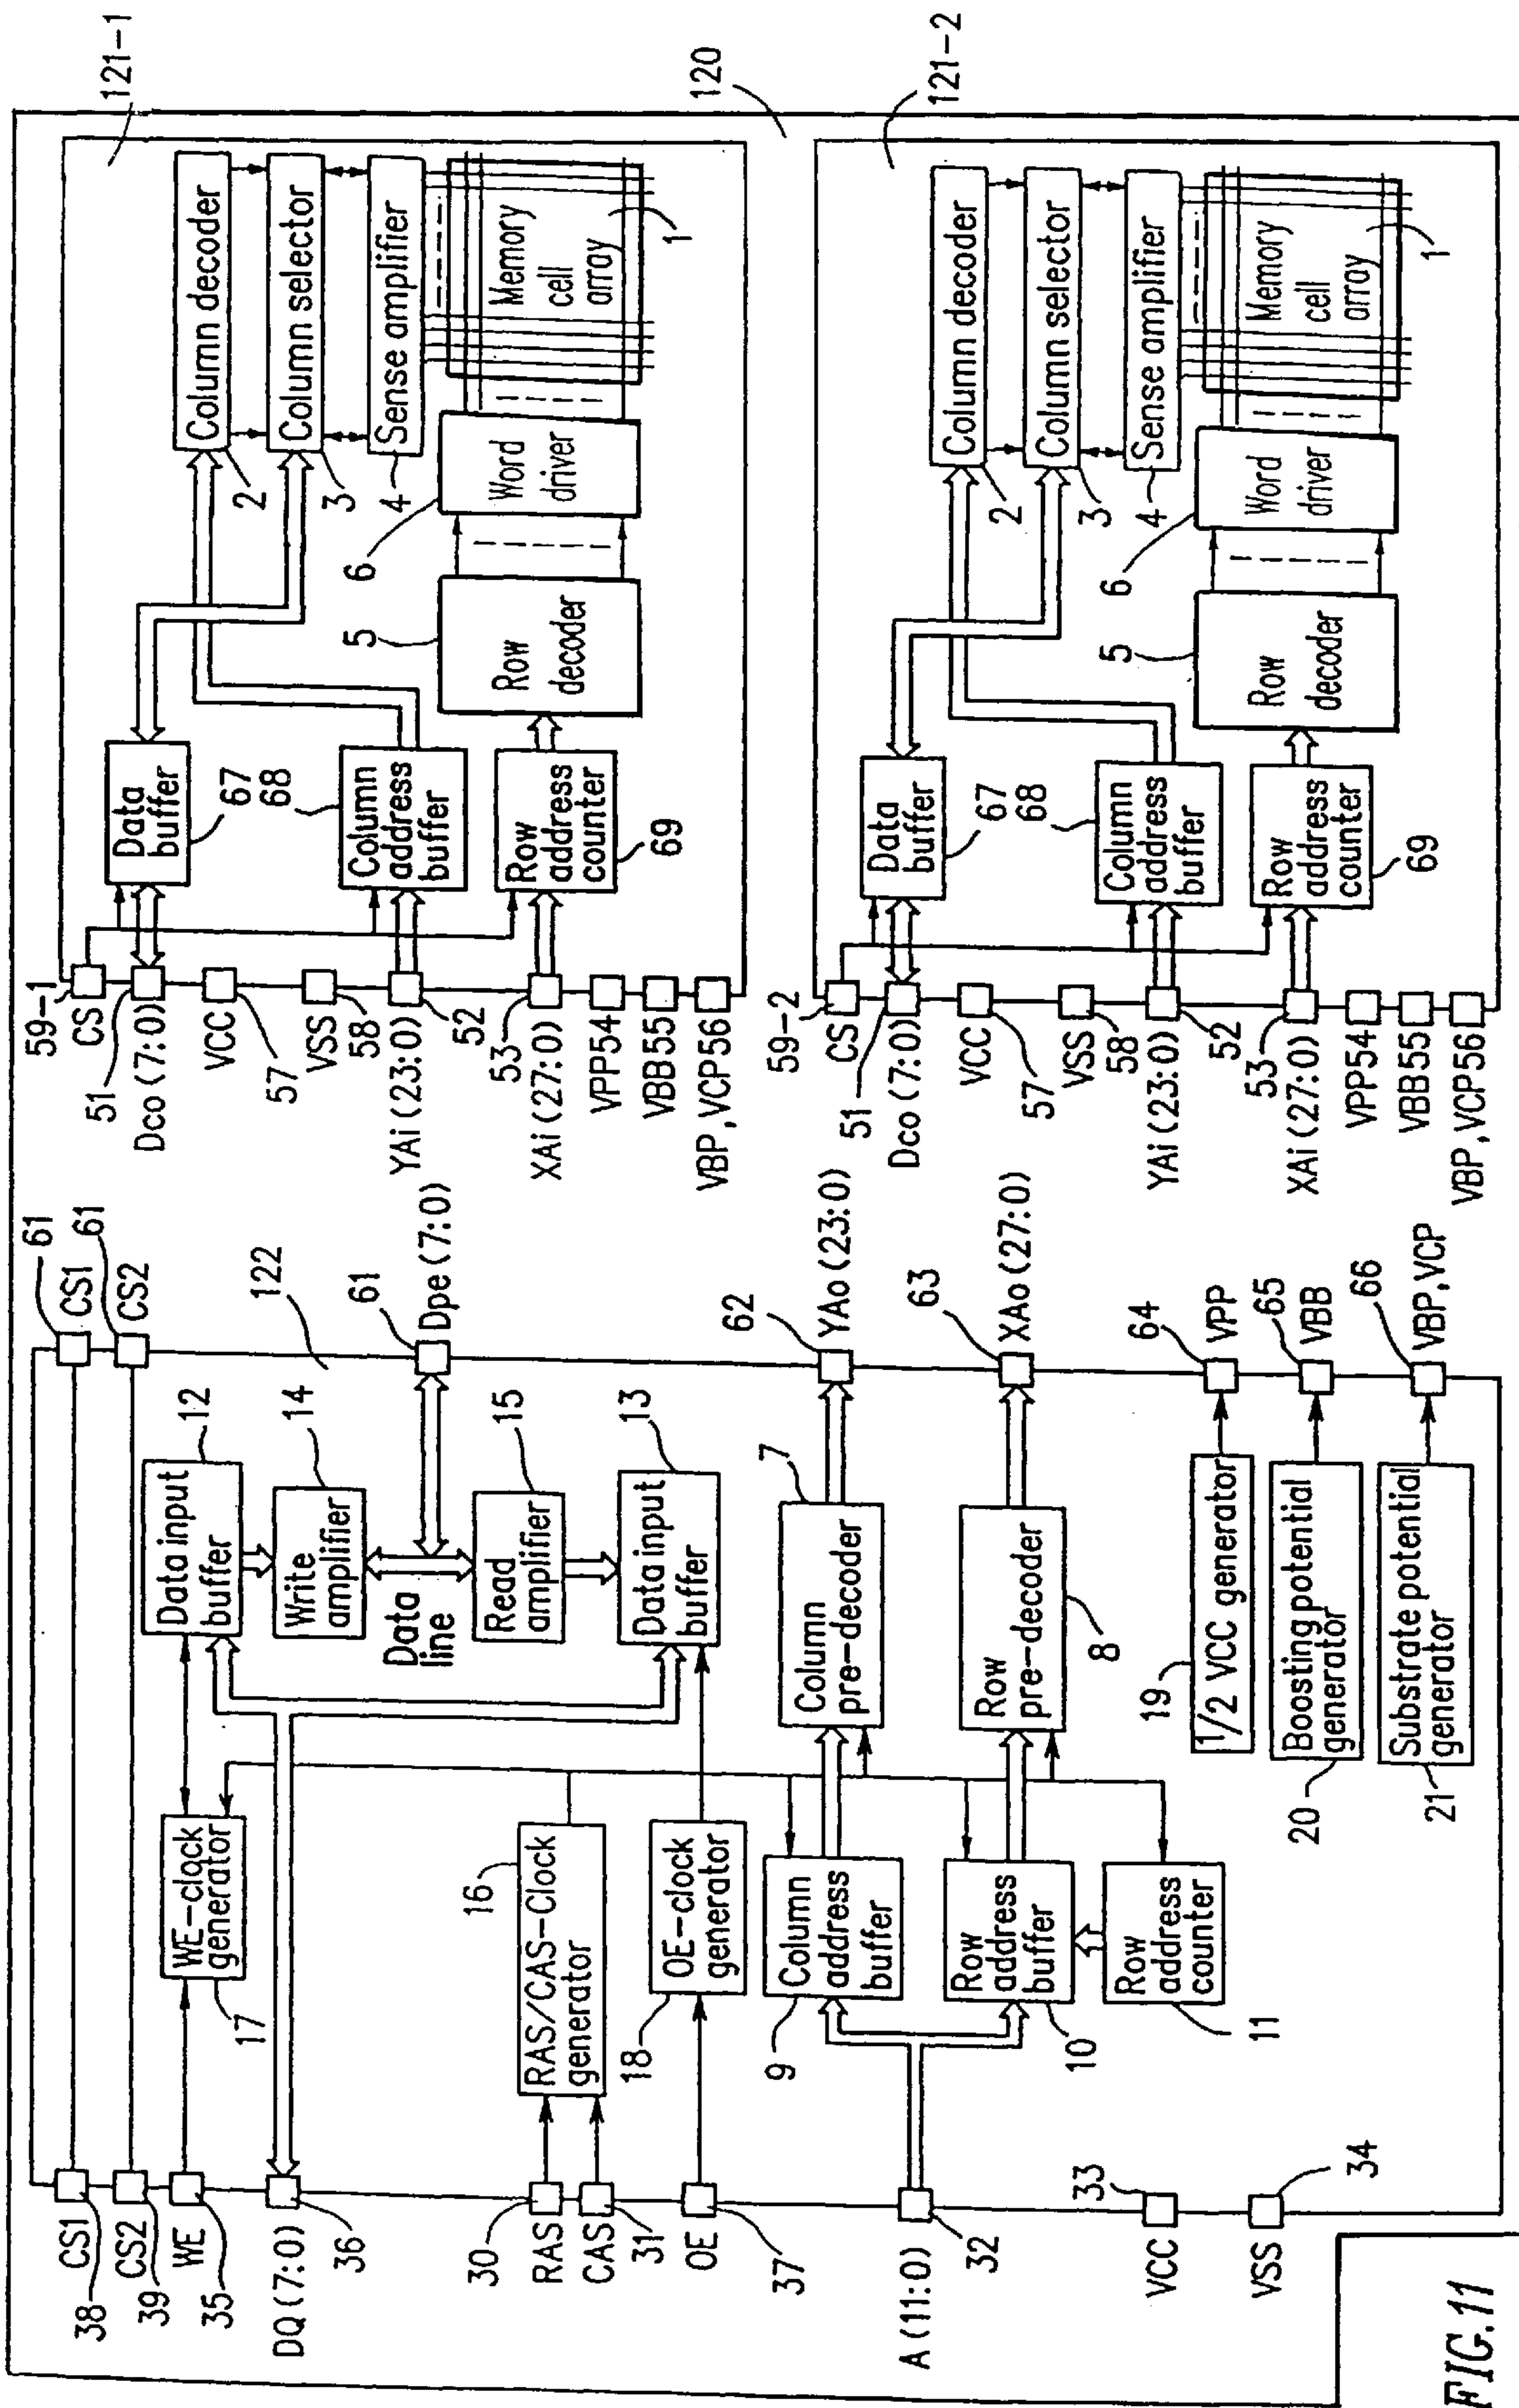 38
CS1
39
CS2
35
WE
DQ (7:0)
36
30
RAS
CAS
31
OE
37
A (11:0)
32
VCC
33
VSS
34
WE-clock
generator
17
16
RAS/CAS-Clock
generator
18
OE-clock
generator
9
Column
address
buffer
Row
address
buffer
10
Row
address
counter
11
12
Data input
buffer
14
Write
amplifier
Data
line
15
Read
amplifier
13
Data input
buffer
7
Column
pre-decoder
Row
pre-decoder
8
19
1/2 VCC generator
Boosting potential
generator
20
Substrate potential
generator
21
61
CS1
61
CS2
122
61
Dpe (7:0)
62
YAo (23:0)
63
XAo (27:0)
64
VPP
65
VBB
66
VBP, VCP
59-1
CS
51
Dco (7:0)
VCC
57
VSS
58
YAi (23:0)
52
53
XAi (27:0)
VPP54
VBB55
VBP, VCP56
Data
buffer
67
68
Column
address
buffer
Row
address
counter
69
5
Row
decoder
6
Word
driver
2
Column decoder
3
Column selector
4
Sense amplifier
Memory
cell
array
1
121-1
120
59-2
CS
51
Dco (7:0)
VCC
57
VSS
58
YAi (23:0)
52
53
XAi (27:0)
VPP54
VBB55
VBP, VCP56
Data
buffer
67
68
Column
address
buffer
Row
address
counter
69
5
Row
decoder
6
Word
driver
2
Column decoder
3
Column selector
4
Sense amplifier
Memory
cell
array
1
121-2
FIG.11